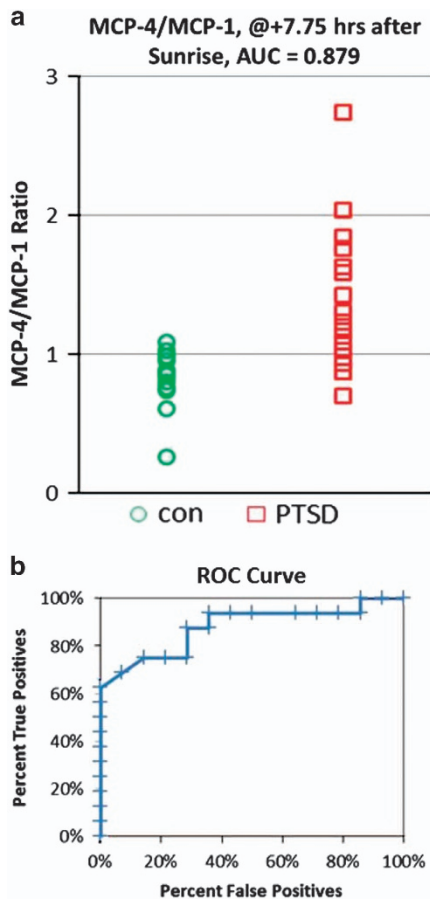 a
MCP-4/MCP-1, @+7.75 hrs after
Sunrise, AUC = 0.879
MCP-4/MCP-1 Ratio
3
2
1
0
con
PTSD
b
ROC Curve
Percent True Positives
100%
80%
60%
40%
20%
0%
0% 20% 40% 60% 80% 100%
Percent False Positives